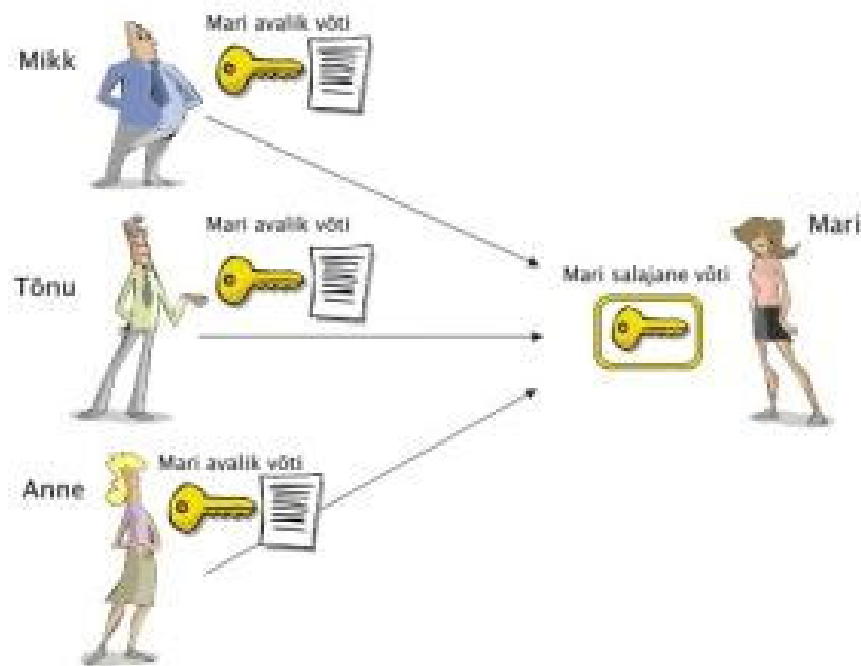 Mari avalik võti
Mikk
Mari avalik võti
Mari
Tõnu
Mari salajane võti
Mari avalik võti
Anne